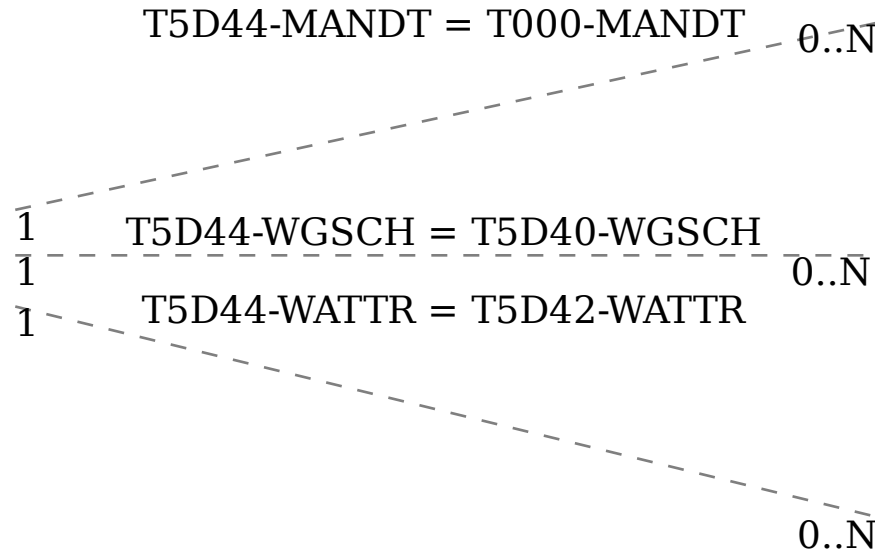 T5D44-MANDT = T000-MANDT
0..N
1
T5D44-WGSCH = T5D40-WGSCH
1
0..N
T5D44-WATTR = T5D42-WATTR
1
0..N